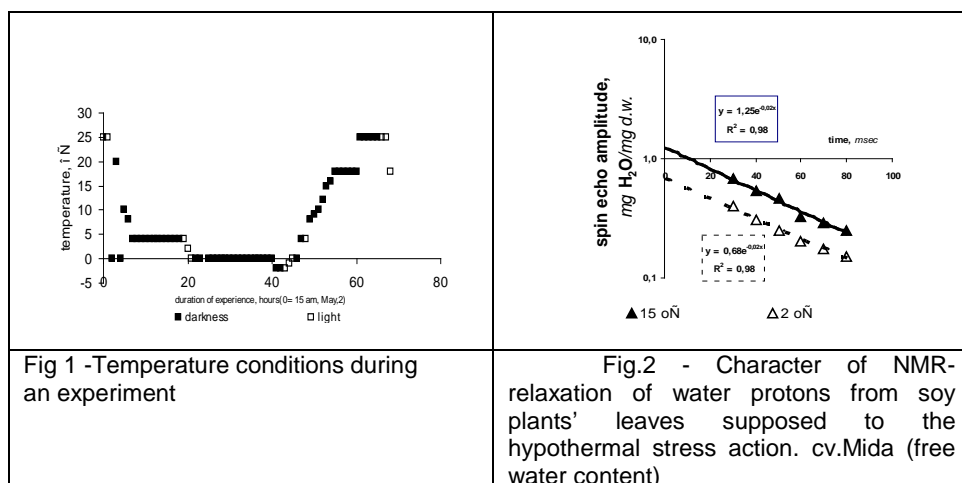 30
25
20
15
10
5
0
-5
0 20 40 60 80
temperature, î Ñ
duration of experience, hours(0= 15 am, May,2)
■ darkness □ light
Fig 1 -Temperature conditions during
an experiment
10,0
1,0
0,1
0 20 40 60 80
spin echo amplitude,
mg H₂O/mg d.w.
y = 1,25e^-0,02x
R² = 0,98
time, msec
y = 0,68e^-0,02x
R² = 0,98
▲ 15 oÑ △ 2 oÑ
Fig.2 - Character of NMR-
relaxation of water protons from soy
plants’ leaves supposed to the
hypothermal stress action. cv.Mida (free
water content)